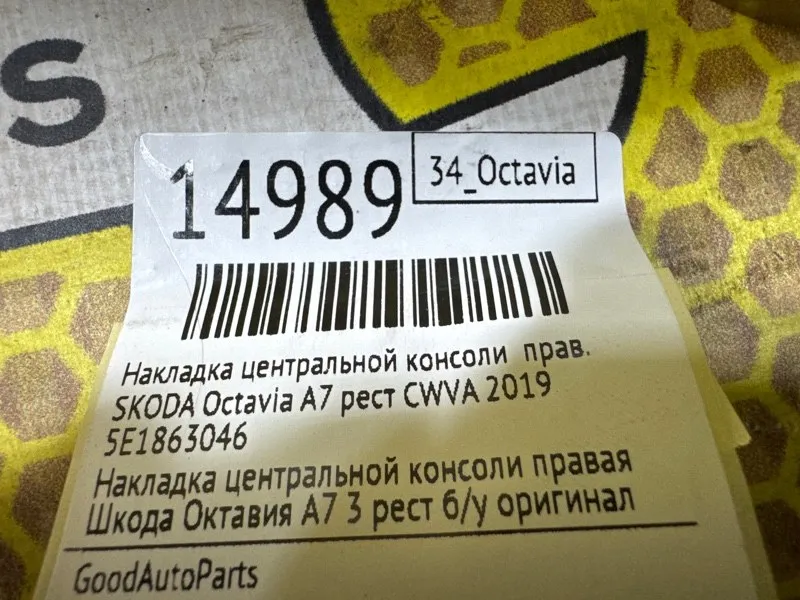 S
14989
34_Octavia
Накладка центральной консоли прав.
SKODA Octavia A7 рест CWVA 2019
5E1863046
Накладка центральной консоли правая
Шкода Октавия А7 3 рест б/у оригинал
GoodAutoParts